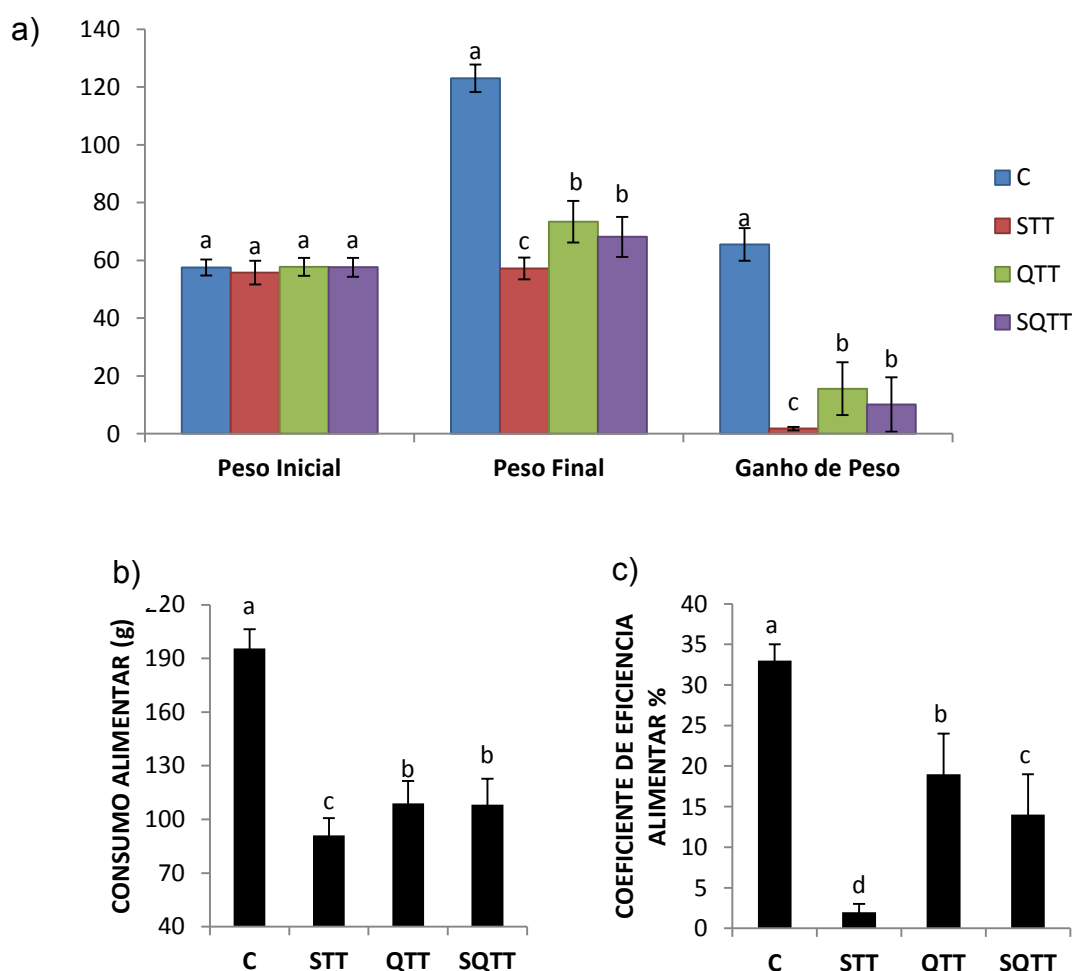 a)
140
120
100
80
60
40
20
0
a
a
a
a
a
c
b
b
a
c
b
b
Peso Inicial
Peso Final
Ganho de Peso
C
STT
QTT
SQTT
b)
CONSUMO ALIMENTAR (g)
220
190
160
130
100
70
40
a
c
b
b
C
STT
QTT
SQTT
c)
COEFICIENTE DE EFICIENCIA
ALIMENTAR %
40
35
30
25
20
15
10
5
0
a
d
b
c
C
STT
QTT
SQTT